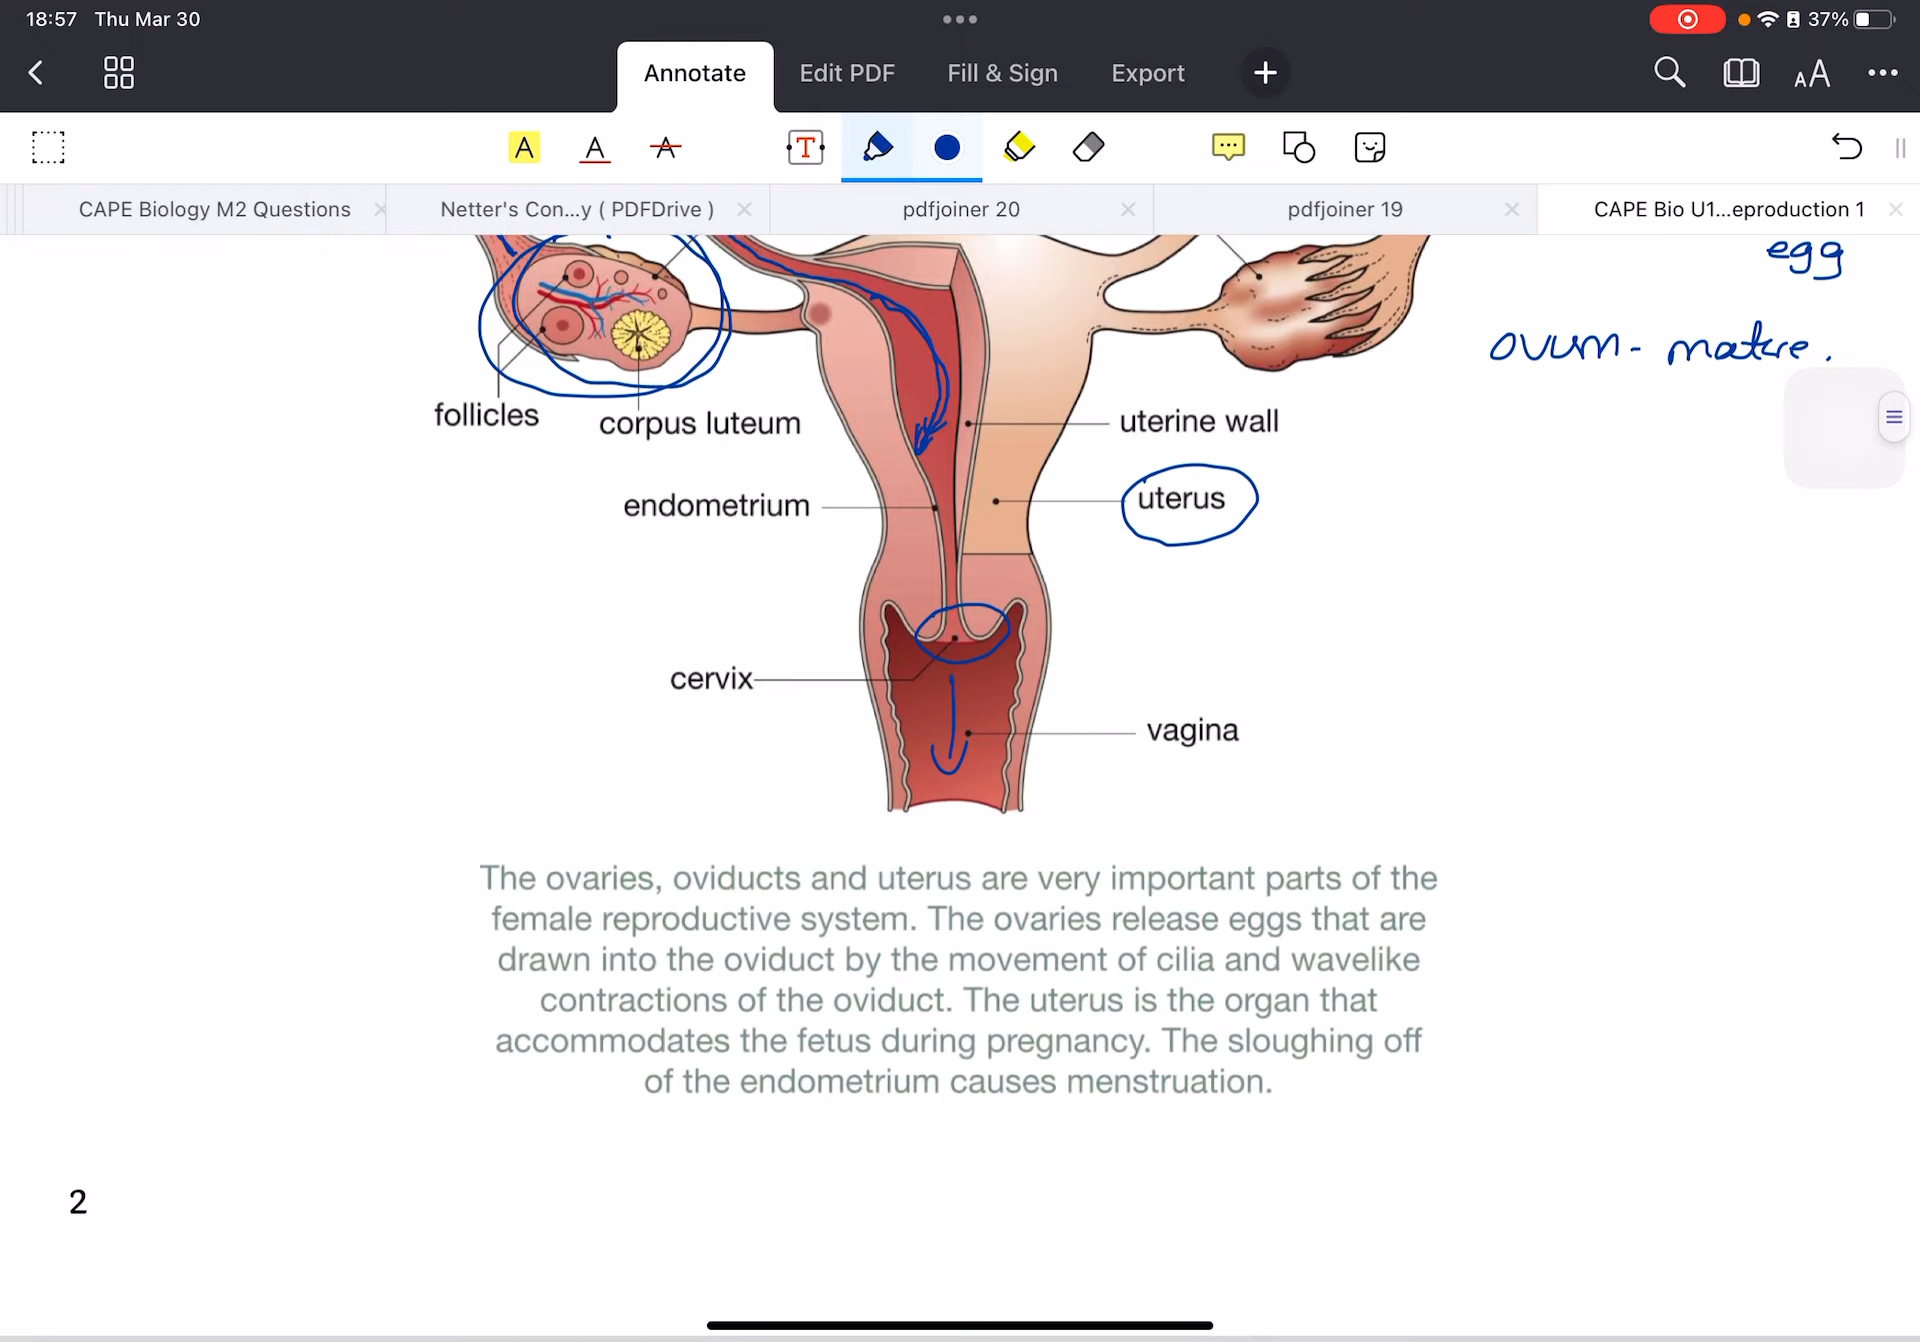 18:57 Thu Mar 30
37%
Annotate Edit PDF Fill & Sign Export
AA
A A A T
CAPE Biology M2 Questions Netter's Con...y ( PDFDrive ) pdfjoiner 20 pdfjoiner 19 CAPE Bio U1...eproduction 1
egg
ovum - mature.
follicles
corpus luteum
uterine wall
endometrium
uterus
cervix
vagina
The ovaries, oviducts and uterus are very important parts of the
female reproductive system. The ovaries release eggs that are
drawn into the oviduct by the movement of cilia and wavelike
contractions of the oviduct. The uterus is the organ that
accommodates the fetus during pregnancy. The sloughing off
of the endometrium causes menstruation.
2